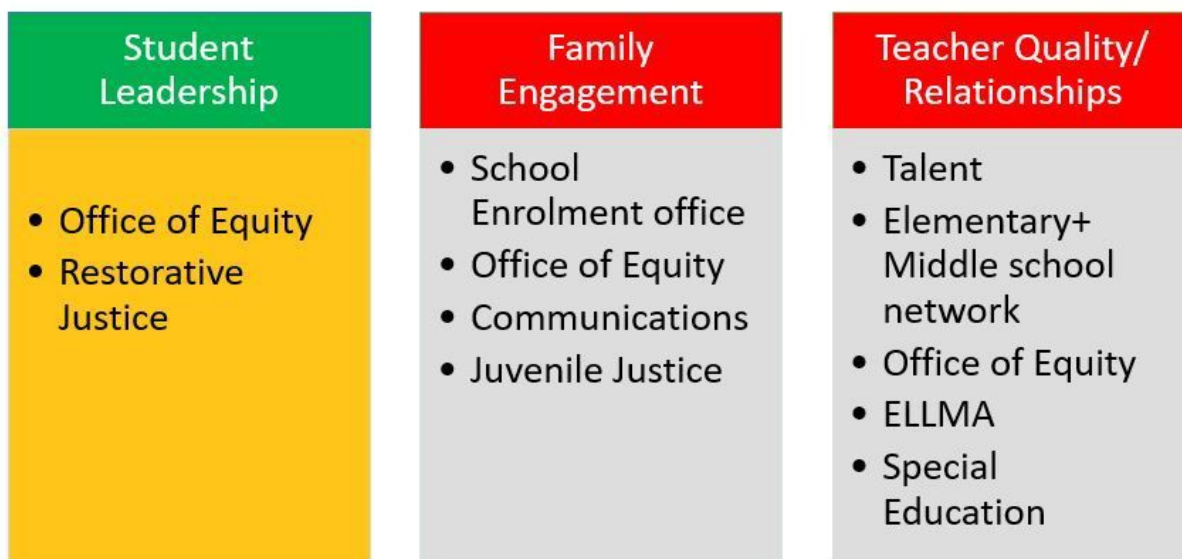 Student
Leadership
• Office of Equity
• Restorative
Justice
Family
Engagement
• School
Enrolment office
• Office of Equity
• Communications
• Juvenile Justice
Teacher Quality/
Relationships
• Talent
• Elementary+
Middle school
network
• Office of Equity
• ELLMA
• Special
Education